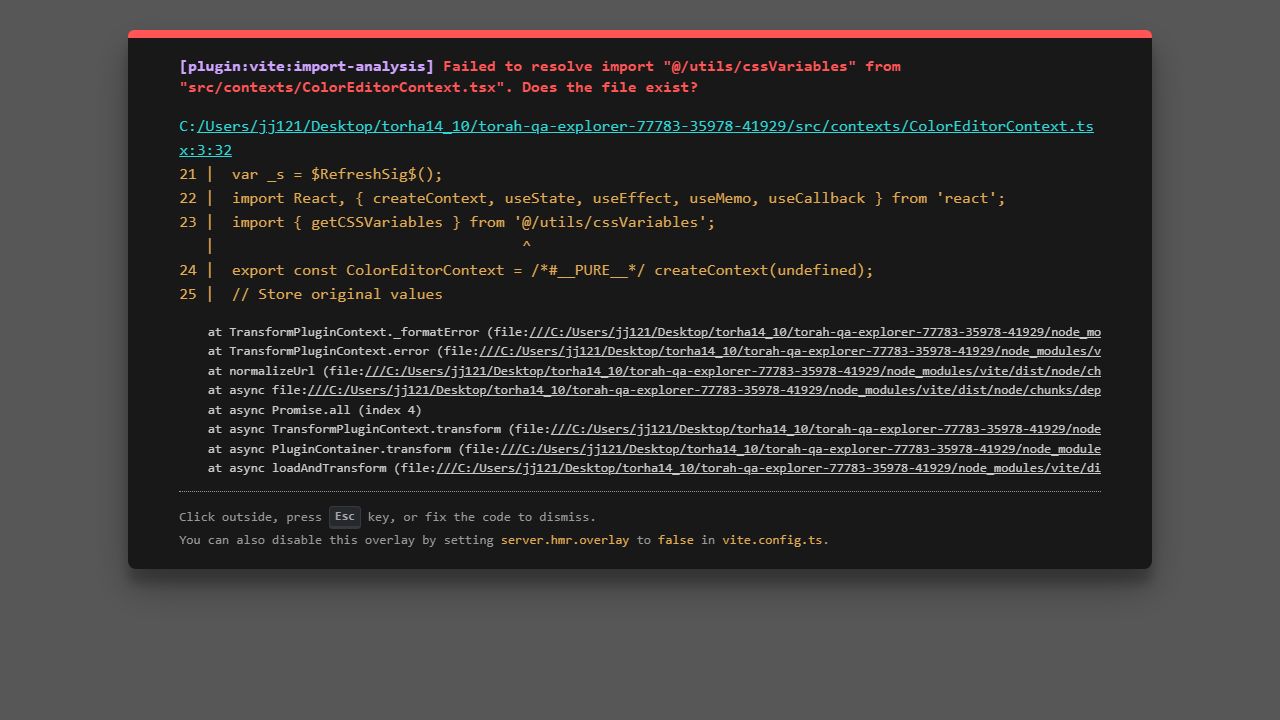 [plugin:vite:import-analysis] Failed to resolve import "@/utils/cssVariables" from
"src/contexts/ColorEditorContext.tsx". Does the file exist?
C:/Users/jj121/Desktop/torha14_10/torah-qa-explorer-77783-35978-41929/src/contexts/ColorEditorContext.ts
x:3:32
21 |  var _s = $RefreshSig$();
22 |  import React, { createContext, useState, useEffect, useMemo, useCallback } from 'react';
23 |  import { getCSSVariables } from '@/utils/cssVariables';
   |                                   ^
24 |  export const ColorEditorContext = /*#__PURE__*/ createContext(undefined);
25 |  // Store original values
at TransformPluginContext._formatError (file:///C:/Users/jj121/Desktop/torha14_10/torah-qa-explorer-77783-35978-41929/node_mo
at TransformPluginContext.error (file:///C:/Users/jj121/Desktop/torha14_10/torah-qa-explorer-77783-35978-41929/node_modules/v
at normalizeUrl (file:///C:/Users/jj121/Desktop/torha14_10/torah-qa-explorer-77783-35978-41929/node_modules/vite/dist/node/ch
at async file:///C:/Users/jj121/Desktop/torha14_10/torah-qa-explorer-77783-35978-41929/node_modules/vite/dist/node/chunks/dep
at async Promise.all (index 4)
at async TransformPluginContext.transform (file:///C:/Users/jj121/Desktop/torha14_10/torah-qa-explorer-77783-35978-41929/node
at async PluginContainer.transform (file:///C:/Users/jj121/Desktop/torha14_10/torah-qa-explorer-77783-35978-41929/node_module
at async loadAndTransform (file:///C:/Users/jj121/Desktop/torha14_10/torah-qa-explorer-77783-35978-41929/node_modules/vite/di
Click outside, press Esc key, or fix the code to dismiss.
You can also disable this overlay by setting server.hmr.overlay to false in vite.config.ts.